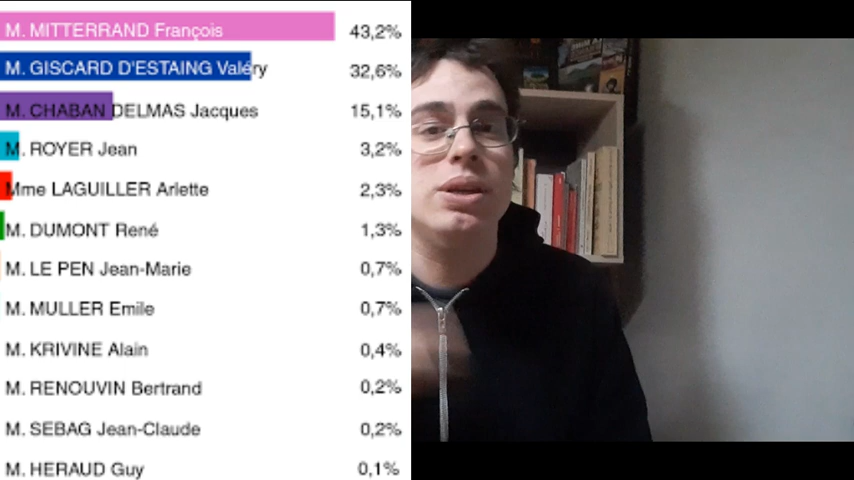 M. MITTERRAND François 43,2%
M. GISCARD D'ESTAING Valéry 32,6%
M. CHABAN DELMAS Jacques 15,1%
M. ROYER Jean 3,2%
Mme LAGUILLER Arlette 2,3%
M. DUMONT René 1,3%
M. LE PEN Jean-Marie 0,7%
M. MULLER Emile 0,7%
M. KRIVINE Alain 0,4%
M. RENOUVIN Bertrand 0,2%
M. SEBAG Jean-Claude 0,2%
M. HERAUD Guy 0,1%